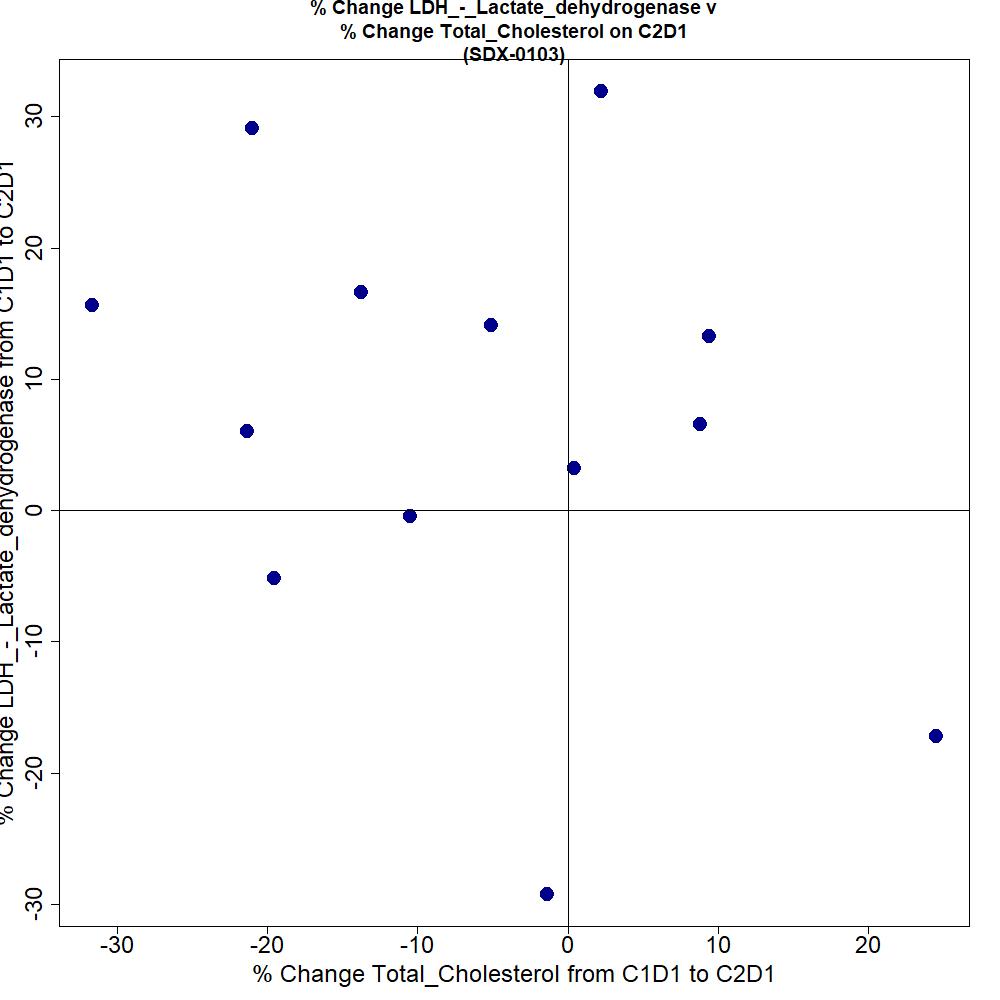 % Change LDH_-_Lactate_dehydrogenase v
% Change Total_Cholesterol on C2D1
(SDX-0103)
% Change LDH_-_Lactate_dehydrogenase from C1D1 to C2D1
30
20
10
0
-10
-20
-30
-30 -20 -10 0 10 20
% Change Total_Cholesterol from C1D1 to C2D1